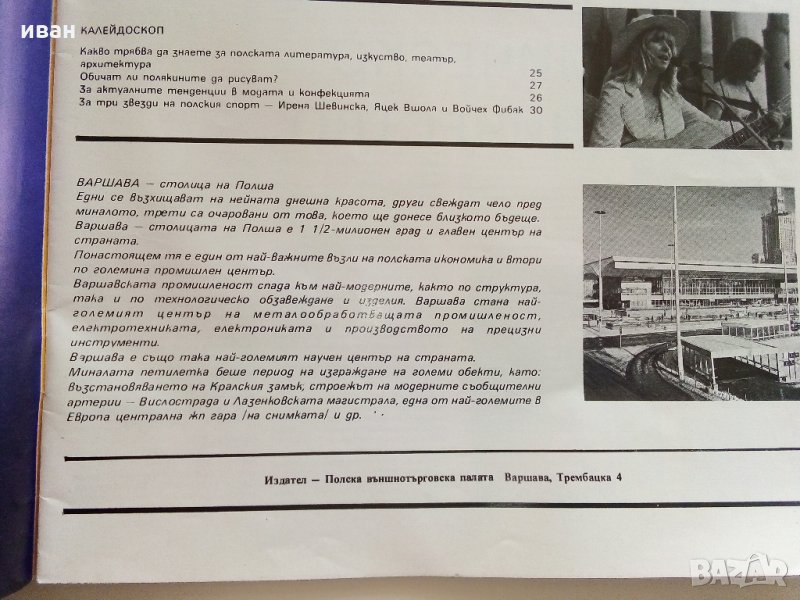 иван
КАЛЕЙДОСКОП
Какво трябва да знаете за полската литература, изкуство, театър,
архитектура 25
Обичат ли полякините да рисуват? 27
За актуалните тенденции в модата и конфекцията 26
За три звезди на полския спорт — Ирена Шевинска, Яцек Вшола и Войчех Фибак 30
ВАРШАВА — столица на Полша
Едни се възхищават на нейната днешна красота, други свеждат чело пред
миналото, трети са очаровани от това, което ще донесе близкото бъдеще.
Варшава — столицата на Полша е 1 1/2-милионен град и главен център на
страната.
Понастоящем тя е един от най-важните възли на полската икономика и втори
по големина промишлен център.
Варшавската промишленост спада към най-модерните, както по структура,
така и по технологическо обзавеждане и изделия. Варшава стана най-
големият център на металообработващата промишленост,
електротехниката, електрониката и производството на прецизни
инструменти.
Варшава е също така най-големият научен център на страната.
Миналата петилетка беше период на изграждане на големи обекти, като:
възстановяването на Кралския замък, строежът на модерните съобщителни
артерии — Вислострада и Лазенковската магистрала, една от най-големите в
Европа централна жп гара /на снимката/ и др.
Издател — Полска външнотърговска палата Варшава, Трембацка 4
BAZAR